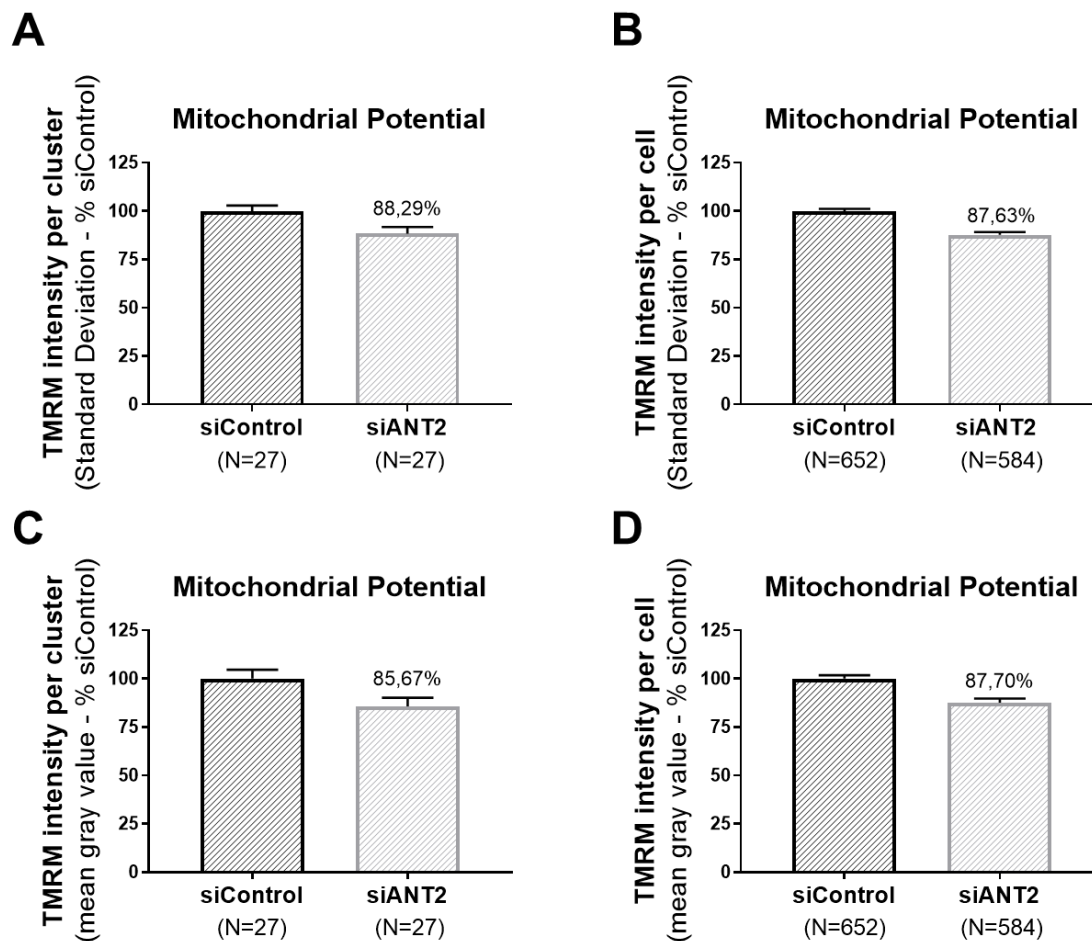 A
Mitochondrial Potential
TMRM intensity per cluster
(Standard Deviation - % siControl)
125
100
75
50
25
0
88,29%
siControl
siANT2
(N=27)
(N=27)
B
Mitochondrial Potential
TMRM intensity per cell
(Standard Deviation - % siControl)
125
100
75
50
25
0
87,63%
siControl
siANT2
(N=652)
(N=584)
C
Mitochondrial Potential
TMRM intensity per cluster
(mean gray value - % siControl)
125
100
75
50
25
0
85,67%
siControl
siANT2
(N=27)
(N=27)
D
Mitochondrial Potential
TMRM intensity per cell
(mean gray value - % siControl)
125
100
75
50
25
0
87,70%
siControl
siANT2
(N=652)
(N=584)